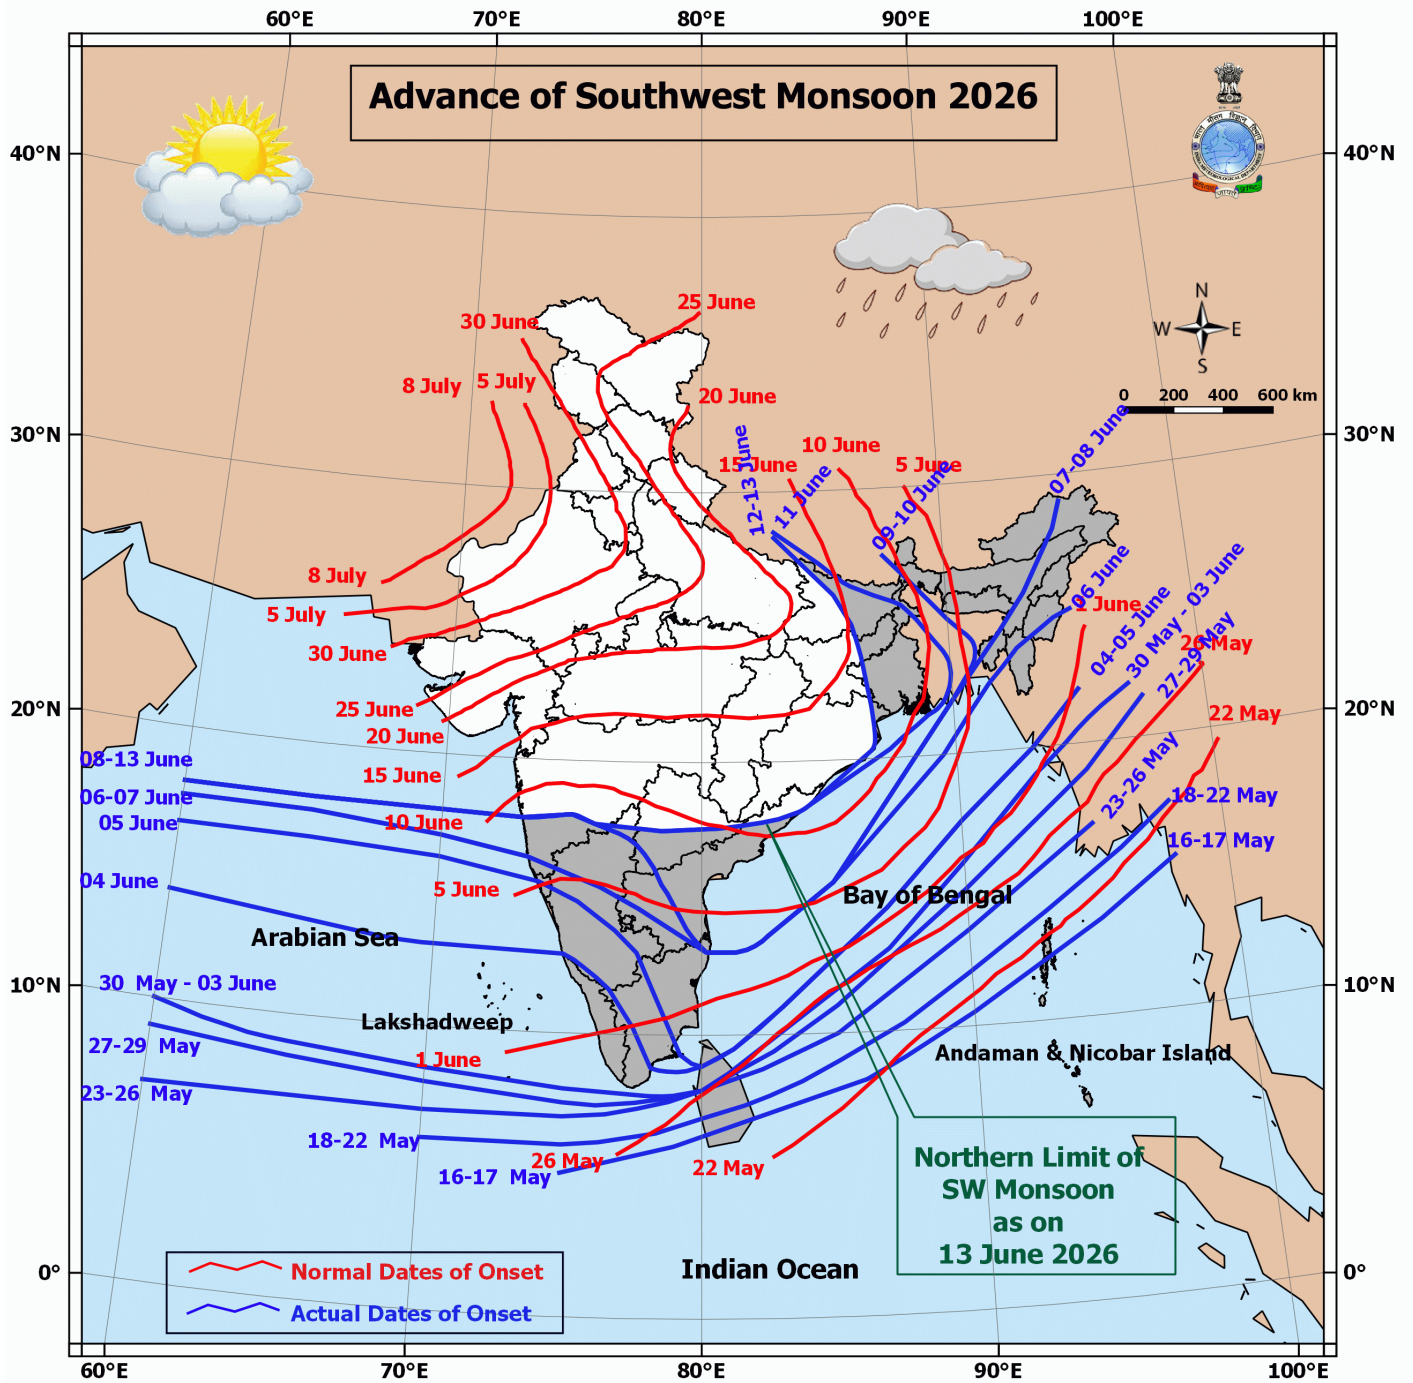 60°E 70°E 80°E 90°E 100°E
Advance of Southwest Monsoon 2026
40°N 40°N
N
W E
S
0 200 400 600 km
25 June
30 June
8 July 5 July
20 June
30°N 30°N
07-08 June
10 June
15 June
12-13 June
11 June
5 June
09-10 June
8 July
5 July
06 June
1 June
04-05 June
30 May - 03 June
26 May
27-29 May
30 June
25 June
20°N 20°N
22 May
20 June
08-13 June
15 June
23-26 May
18-22 May
06-07 June
05 June
10 June
16-17 May
04 June
5 June
Bay of Bengal
Arabian Sea
10°N 10°N
30 May - 03 June
Lakshadweep
27-29 May
1 June
Andaman & Nicobar Island
23-26 May
18-22 May
26 May
22 May
16-17 May
Northern Limit of
SW Monsoon
as on
13 June 2026
Indian Ocean
0° 0°
Normal Dates of Onset
Actual Dates of Onset
60°E 70°E 80°E 90°E 100°E